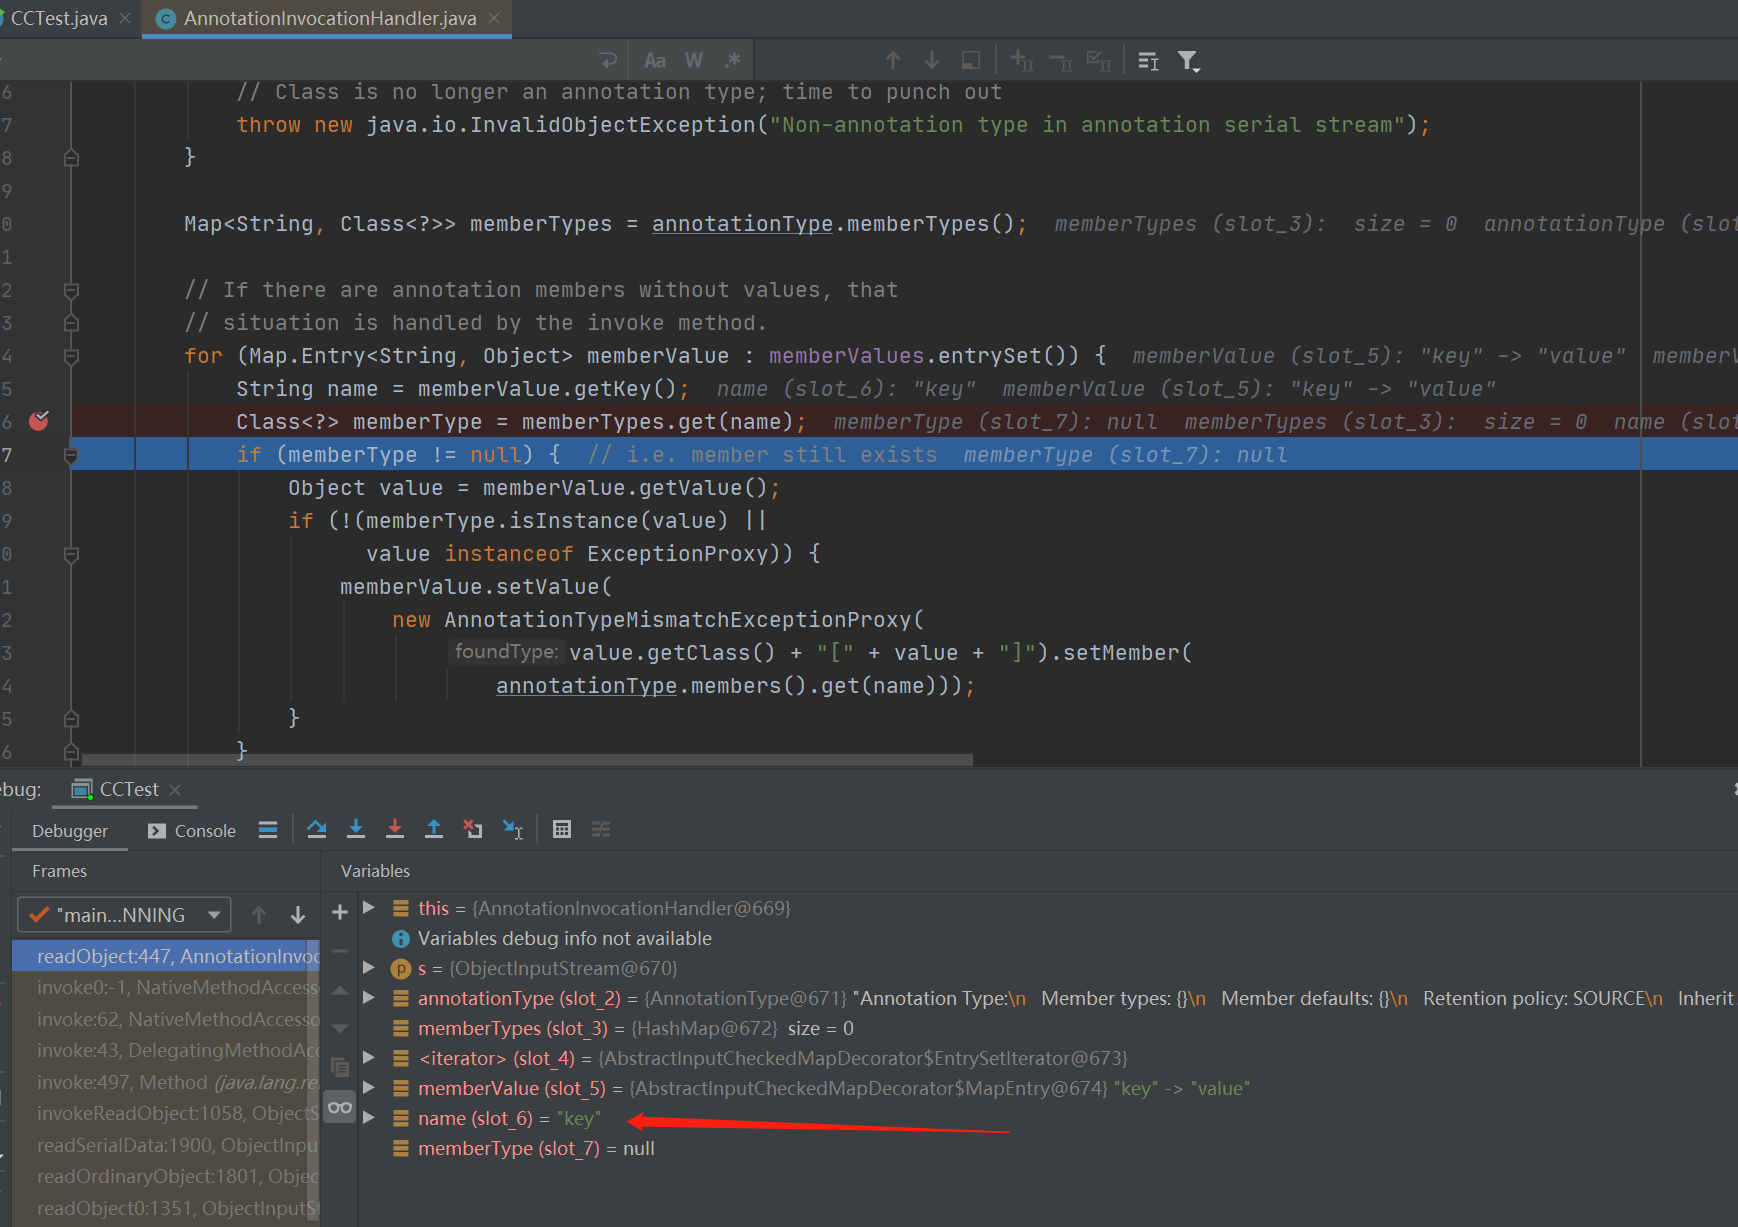 CCTest.java
AnnotationInvocationHandler.java
Aa W .*
6 // Class is no longer an annotation type; time to punch out
7 throw new java.io.InvalidObjectException("Non-annotation type in annotation serial stream");
8 }
9
0 Map<String, Class<?>> memberTypes = annotationType.memberTypes(); memberTypes (slot_3): size = 0 annotationType (slot
1
2 // If there are annotation members without values, that
3 // situation is handled by the invoke method.
4 for (Map.Entry<String, Object> memberValue : memberValues.entrySet()) { memberValue (slot_5): "key" -> "value" member
5 String name = memberValue.getKey(); name (slot_6): "key" memberValue (slot_5): "key" -> "value"
6 Class<?> memberType = memberTypes.get(name); memberType (slot_7): null memberTypes (slot_3): size = 0 name (slot
7 if (memberType != null) { // i.e. member still exists memberType (slot_7): null
8 Object value = memberValue.getValue();
9 if (!(memberType.isInstance(value) ||
0 value instanceof ExceptionProxy)) {
1 memberValue.setValue(
2 new AnnotationTypeMismatchExceptionProxy(
3 foundType: value.getClass() + "[" + value + "]").setMember(
4 annotationType.members().get(name)));
5 }
6 }
ebug: CCTest
Debugger Console
Frames
Variables
"main...NNING
readObject:447, AnnotationInvoc
invoke0:-1, NativeMethodAccess
invoke:62, NativeMethodAccesso
invoke:43, DelegatingMethodAcc
invoke:497, Method (java.lang.re
invokeReadObject:1058, ObjectS
readSerialData:1900, ObjectInpu
readOrdinaryObject:1801, Objec
readObject0:1351, ObjectInputSt
this = {AnnotationInvocationHandler@669}
Variables debug info not available
p s = {ObjectInputStream@670}
annotationType (slot_2) = {AnnotationType@671} "Annotation Type:\n Member types: {}\n Member defaults: {}\n Retention policy: SOURCE\n Inherit
memberTypes (slot_3) = {HashMap@672} size = 0
<iterator> (slot_4) = {AbstractInputCheckedMapDecorator$EntrySetIterator@673}
memberValue (slot_5) = {AbstractInputCheckedMapDecorator$MapEntry@674} "key" -> "value"
name (slot_6) = "key"
memberType (slot_7) = null